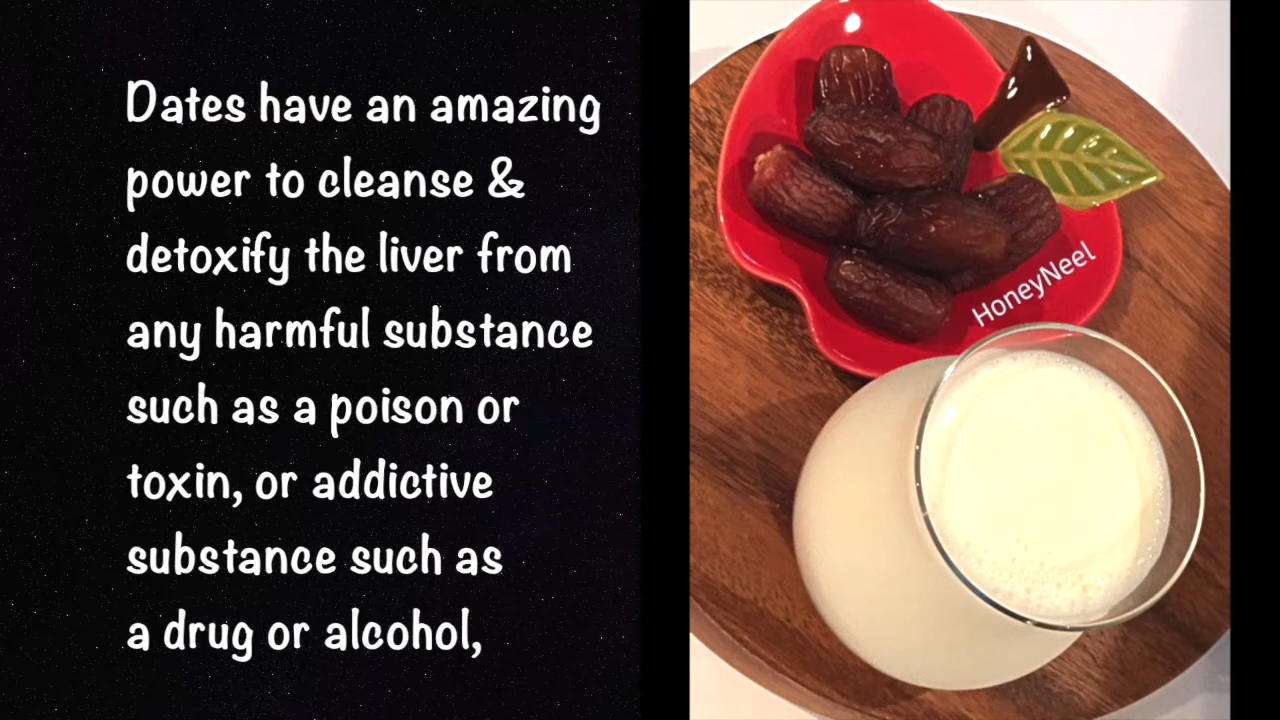 Dates have an amazing
power to cleanse &
detoxify the liver from
any harmful substance
such as a poison or
toxin, or addictive
substance such as
a drug or alcohol,
HoneyNeel